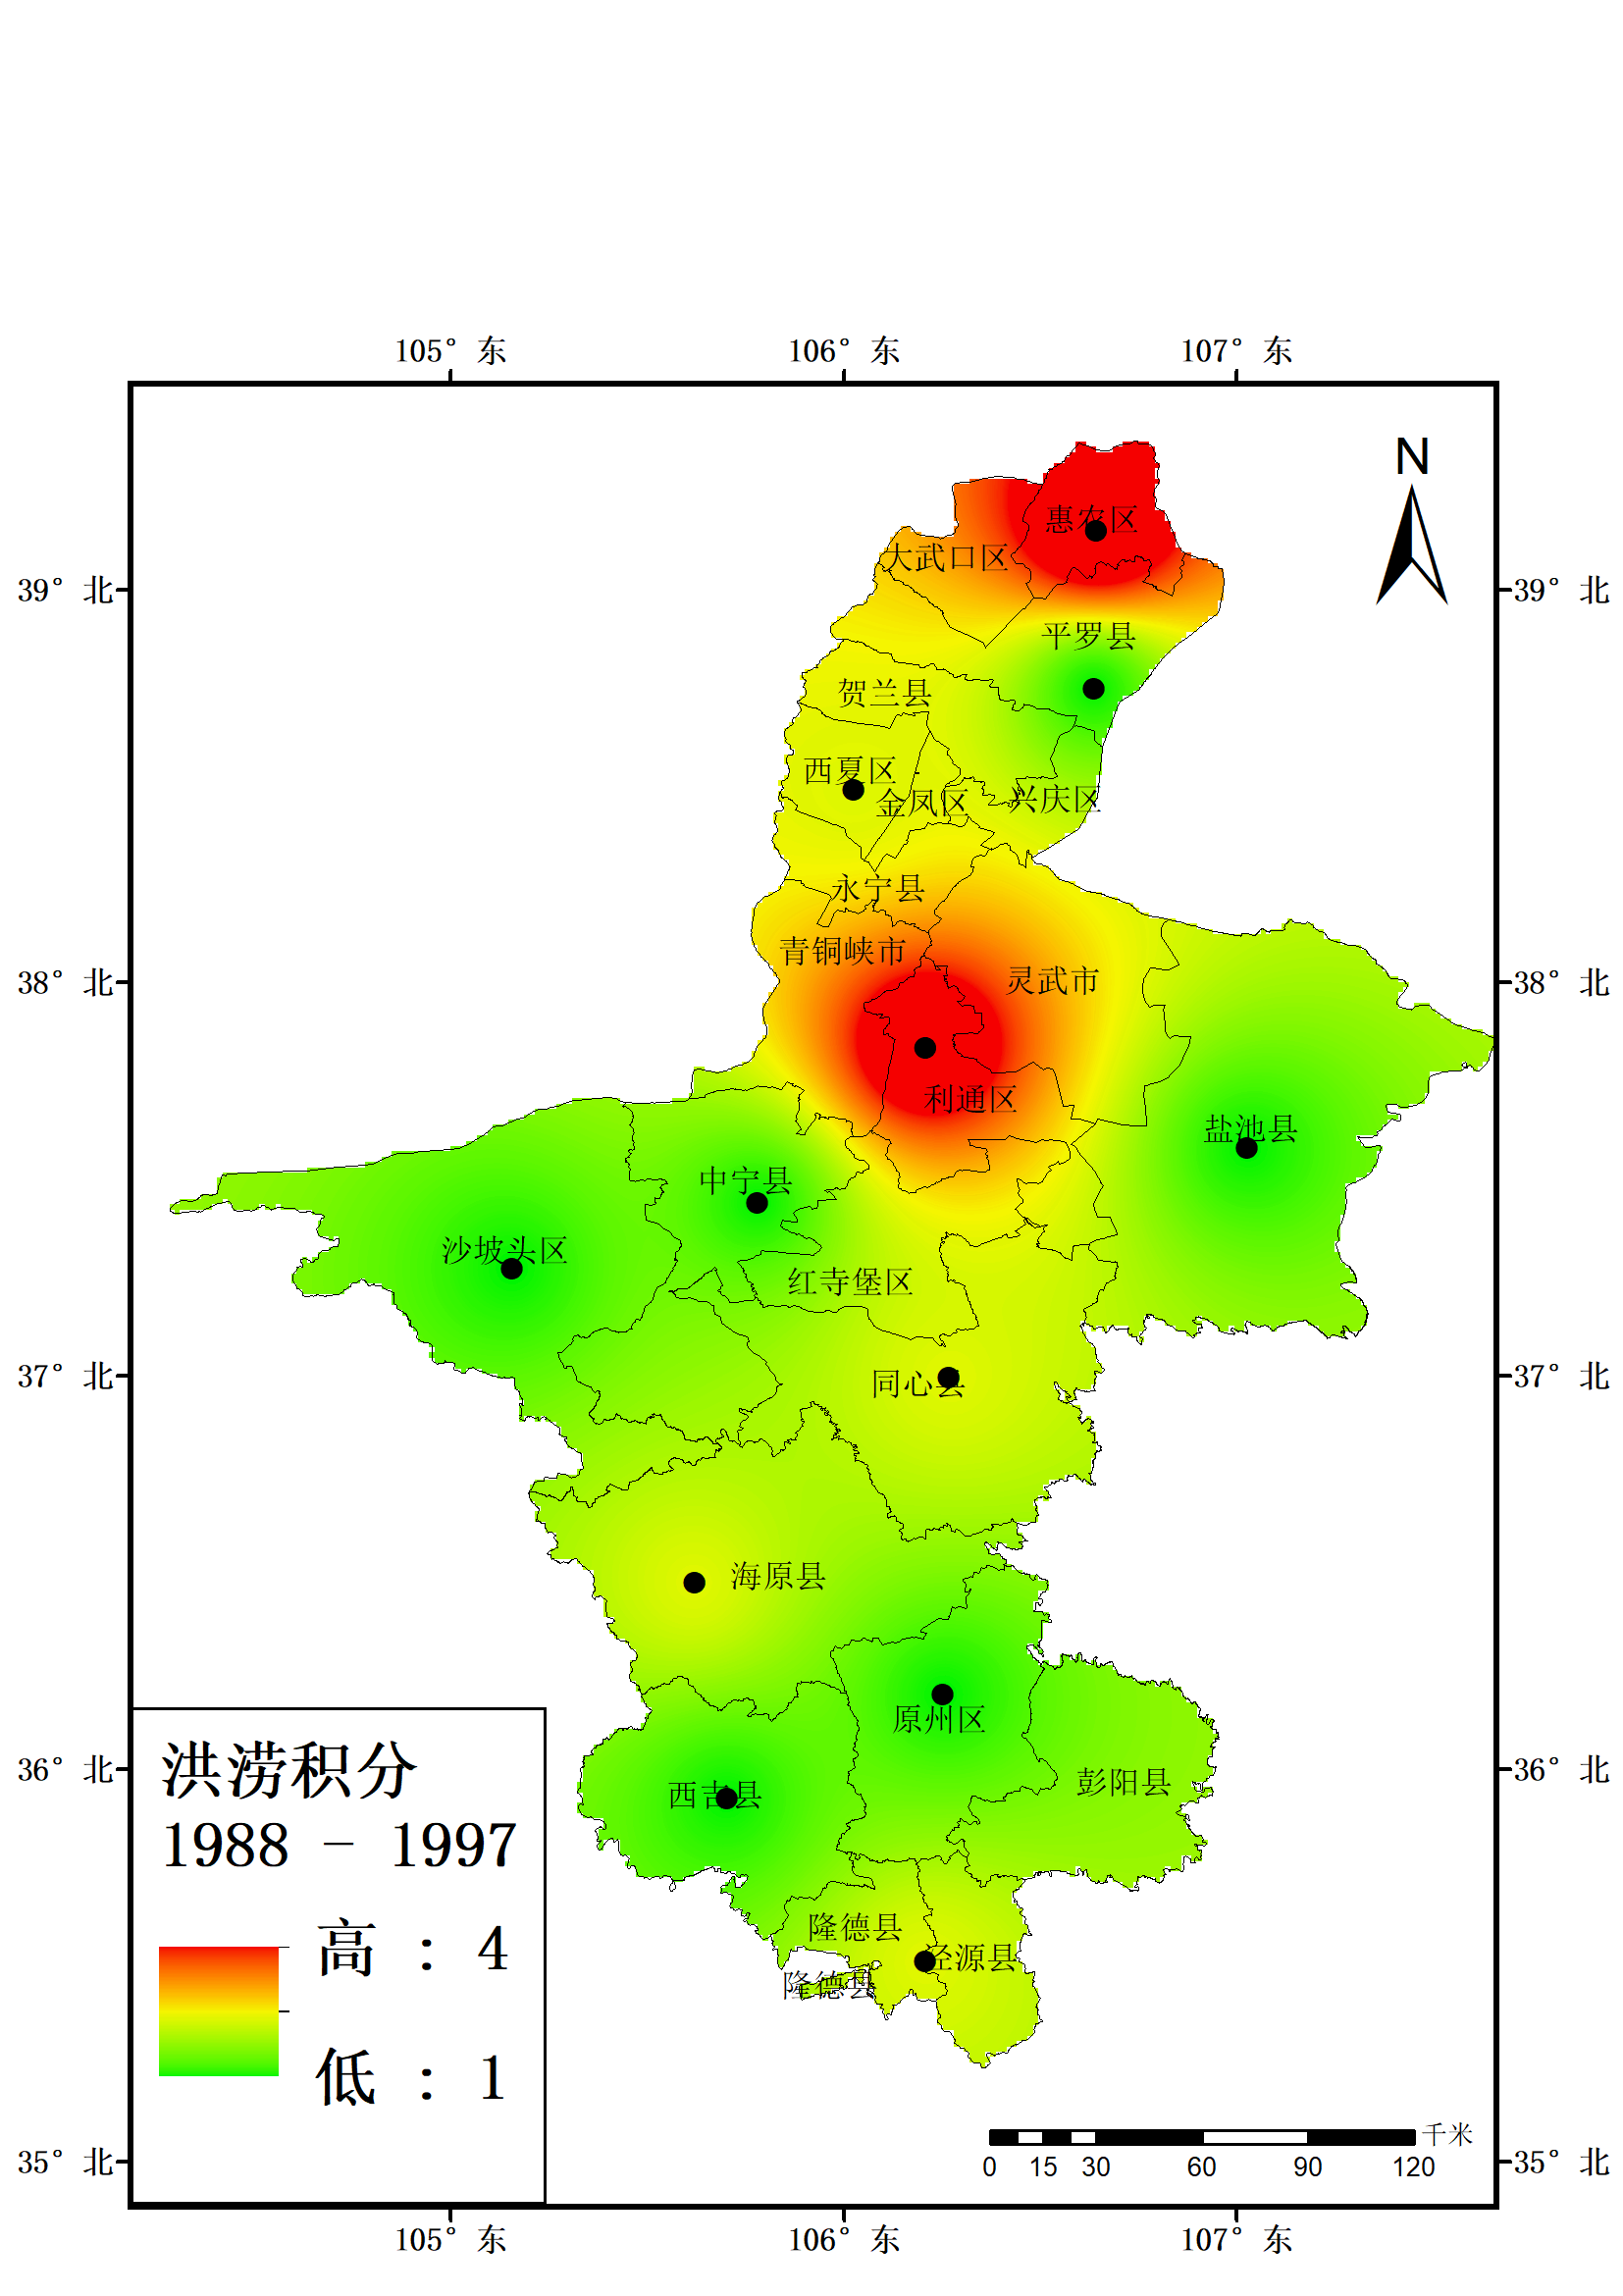 105° 东 106° 东 107° 东
N
惠农区
大武口区
39° 北 39° 北
平罗县
贺兰县
西夏区
金凤区 兴庆区
永宁县
青铜峡市 灵武市
38° 北 38° 北
利通区
盐池县
中宁县
沙坡头区
红寺堡区
37° 北 37° 北
同心县
海原县
原州区
洪涝积分
36° 北 36° 北
彭阳县
西吉县
1988 - 1997
隆德县
高 : 4
泾源县
隆德县
低 : 1
千米
35° 北 35° 北
0 15 30 60 90 120
105° 东 106° 东 107° 东